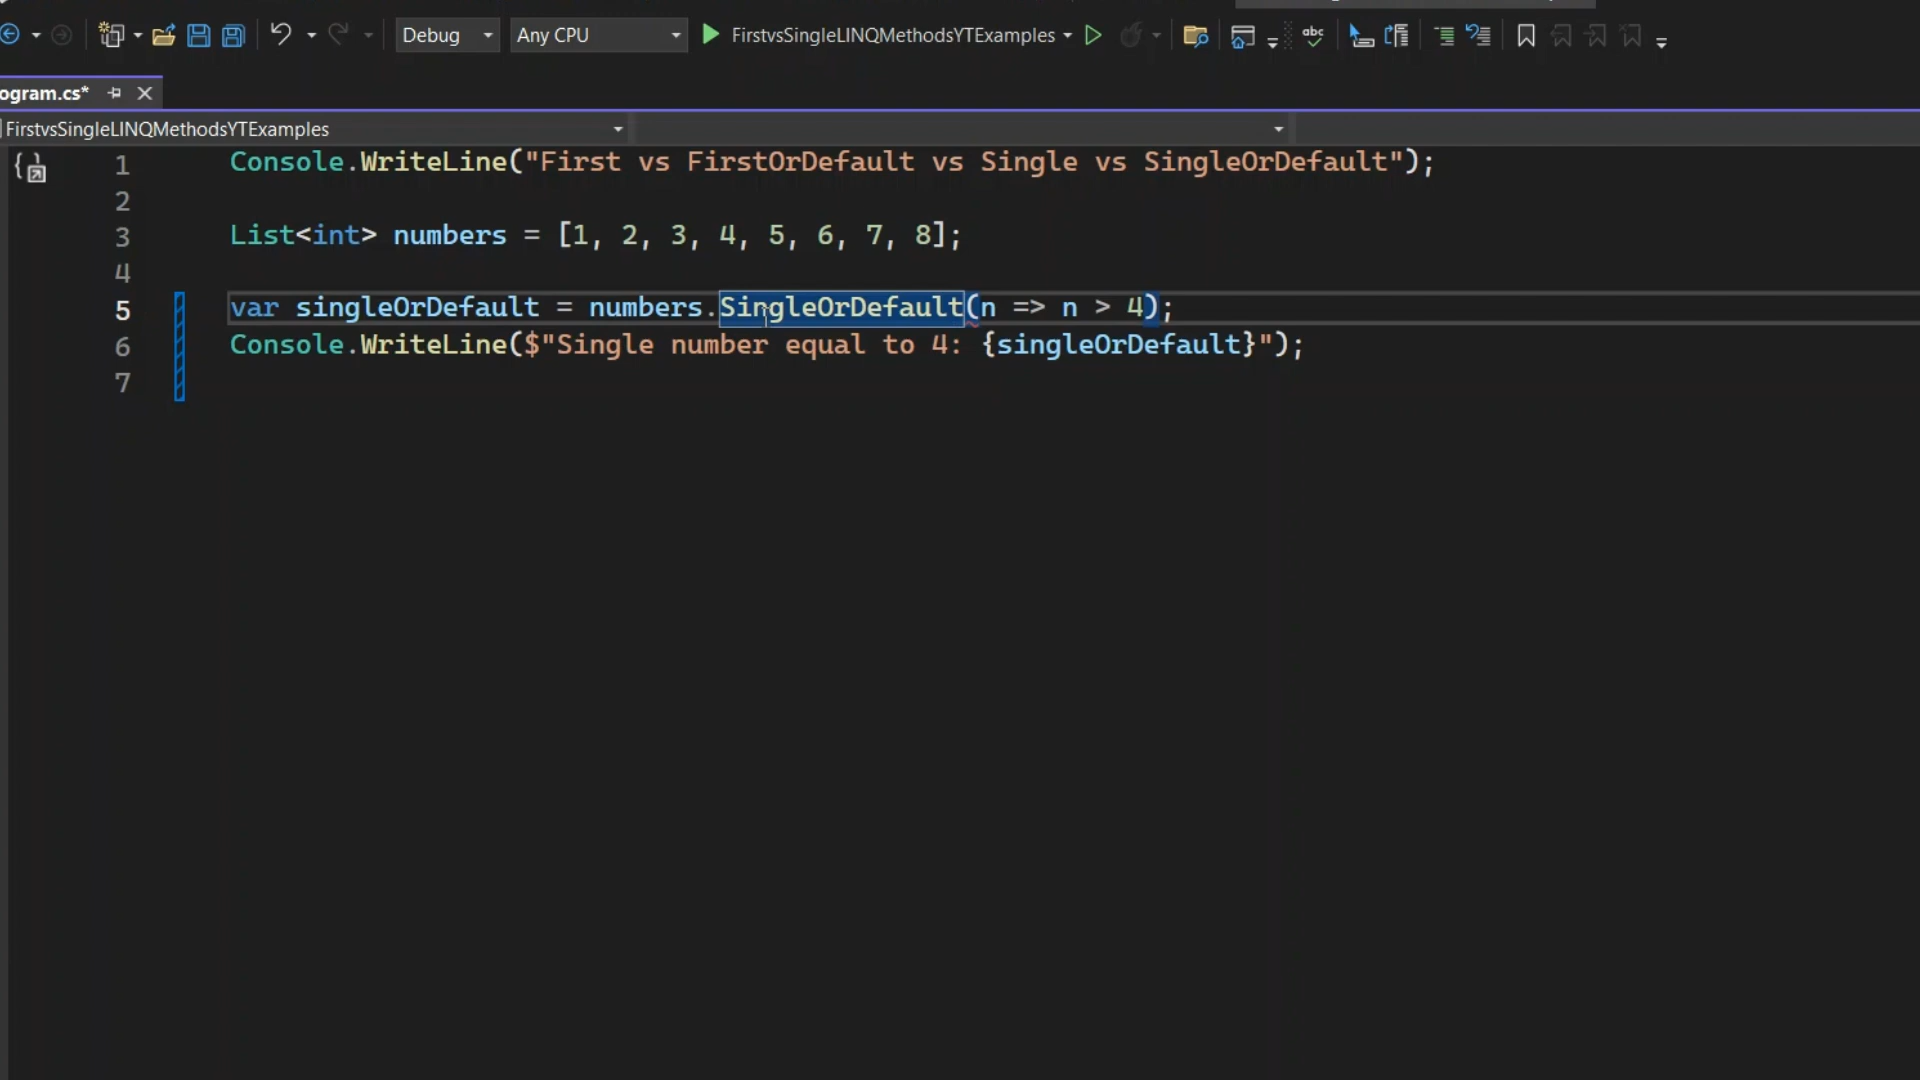 Debug Any CPU FirstvsSingleLINQMethodsYTExamples abc
ogram.cs*
FirstvsSingleLINQMethodsYTExamples
1 Console.WriteLine("First vs FirstOrDefault vs Single vs SingleOrDefault");
2
3 List<int> numbers = [1, 2, 3, 4, 5, 6, 7, 8];
4
5 var singleOrDefault = numbers.SingleOrDefault(n => n > 4);
6 Console.WriteLine($"Single number equal to 4: {singleOrDefault}");
7